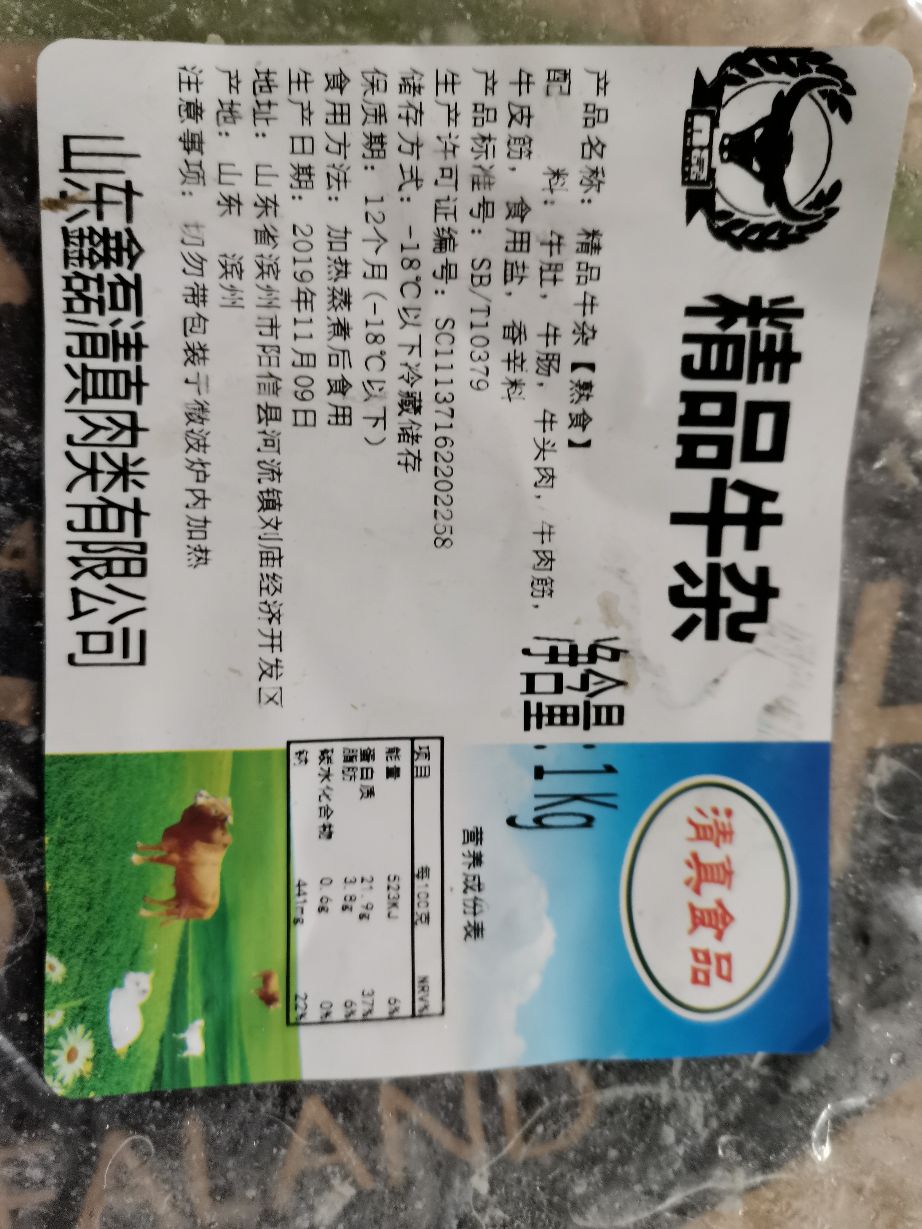 精品牛杂
净含量:1Kg
清真食品
产品名称：精品牛杂【熟食】
配 料：牛肚，牛肠，牛头肉，牛肉筋，
牛皮筋，食用盐，香辛料
产品标准号：SB/T10379
生产许可证编号：SC11137162202258
储存方式：-18℃以下冷藏储存
保质期：12个月(-18℃以下)
食用方法：加热蒸煮后食用
生产日期：2019年11月09日
地址：山东省滨州市阳信县河流镇刘庙经济开发区
产地：山东 滨州
注意事项：切勿带包装于微波炉内加热
山东鑫磊清真肉类有限公司
营养成份表
项目 每100克 NRV%
能量 523KJ 6%
蛋白质 21.9g 37%
脂肪 3.8g 6%
碳水化合物 0.6g 0%
钠 441mg 22%
ALAND